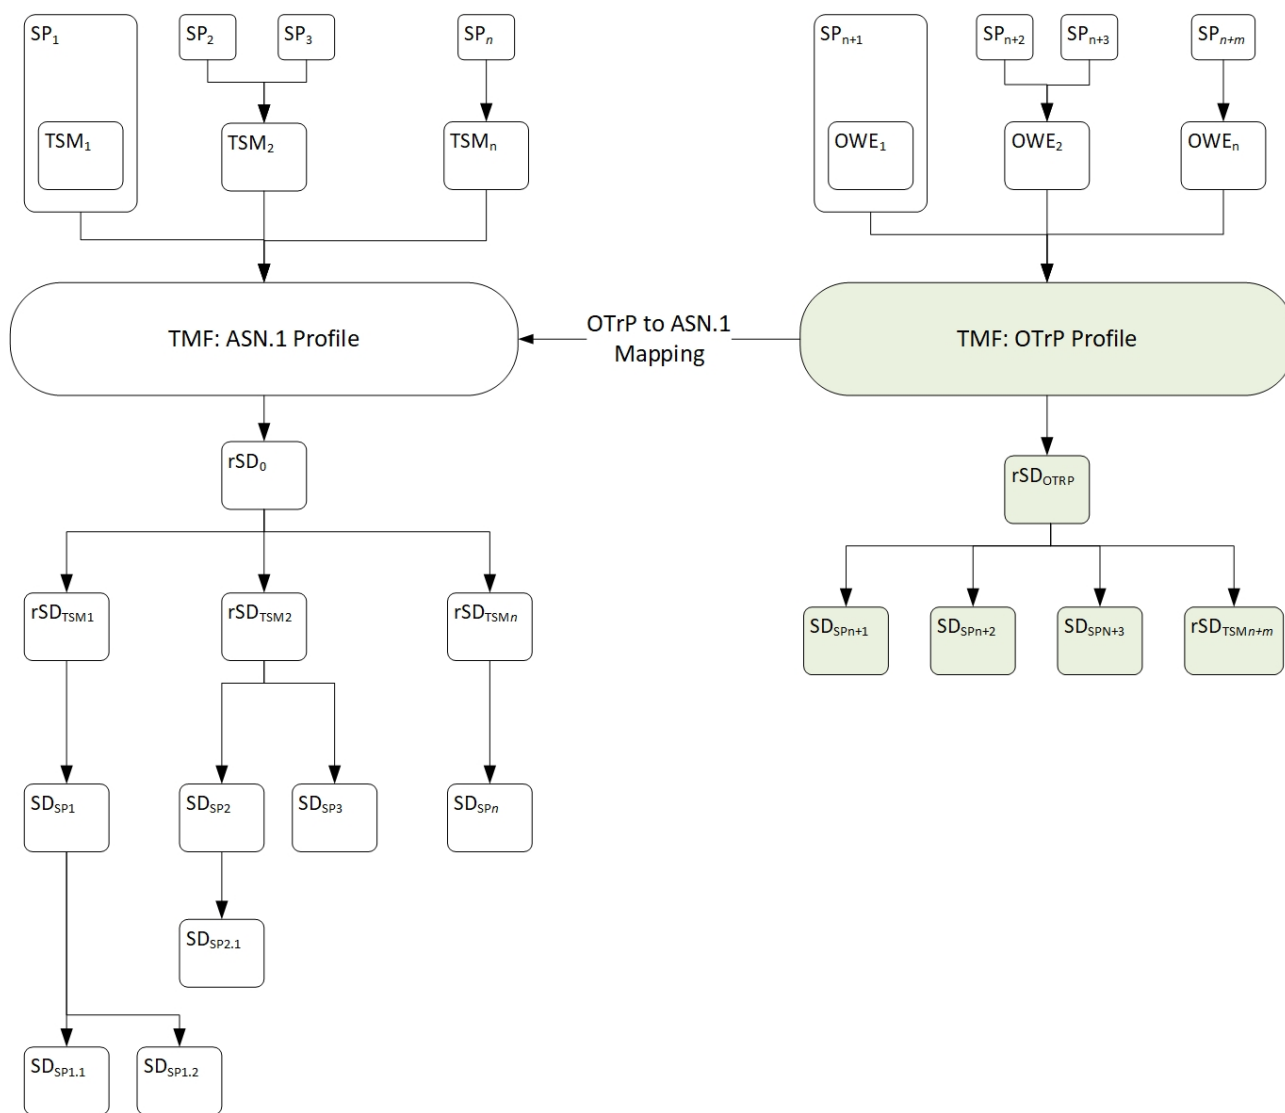 SP1
SP2
SP3
SPn
SPn+1
SPn+2
SPn+3
SPn+m
TSM1
TSM2
TSMn
OWE1
OWE2
OWEn
TMF: ASN.1 Profile
OTrP to ASN.1
Mapping
TMF: OTrP Profile
rSD0
rSDOTRP
rSDTSM1
rSDTSM2
rSDTSMn
SDSPn+1
SDSPn+2
SDSPN+3
rSDTSMn+m
SDSP1
SDSP2
SDSP3
SDSPn
SDSP2.1
SDSP1.1
SDSP1.2